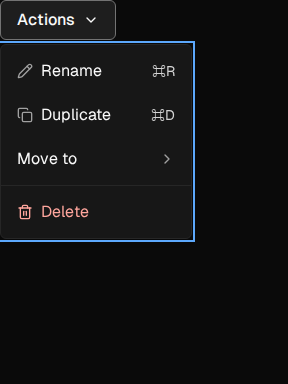 Actions
Rename ⌘R
Duplicate ⌘D
Move to
Delete